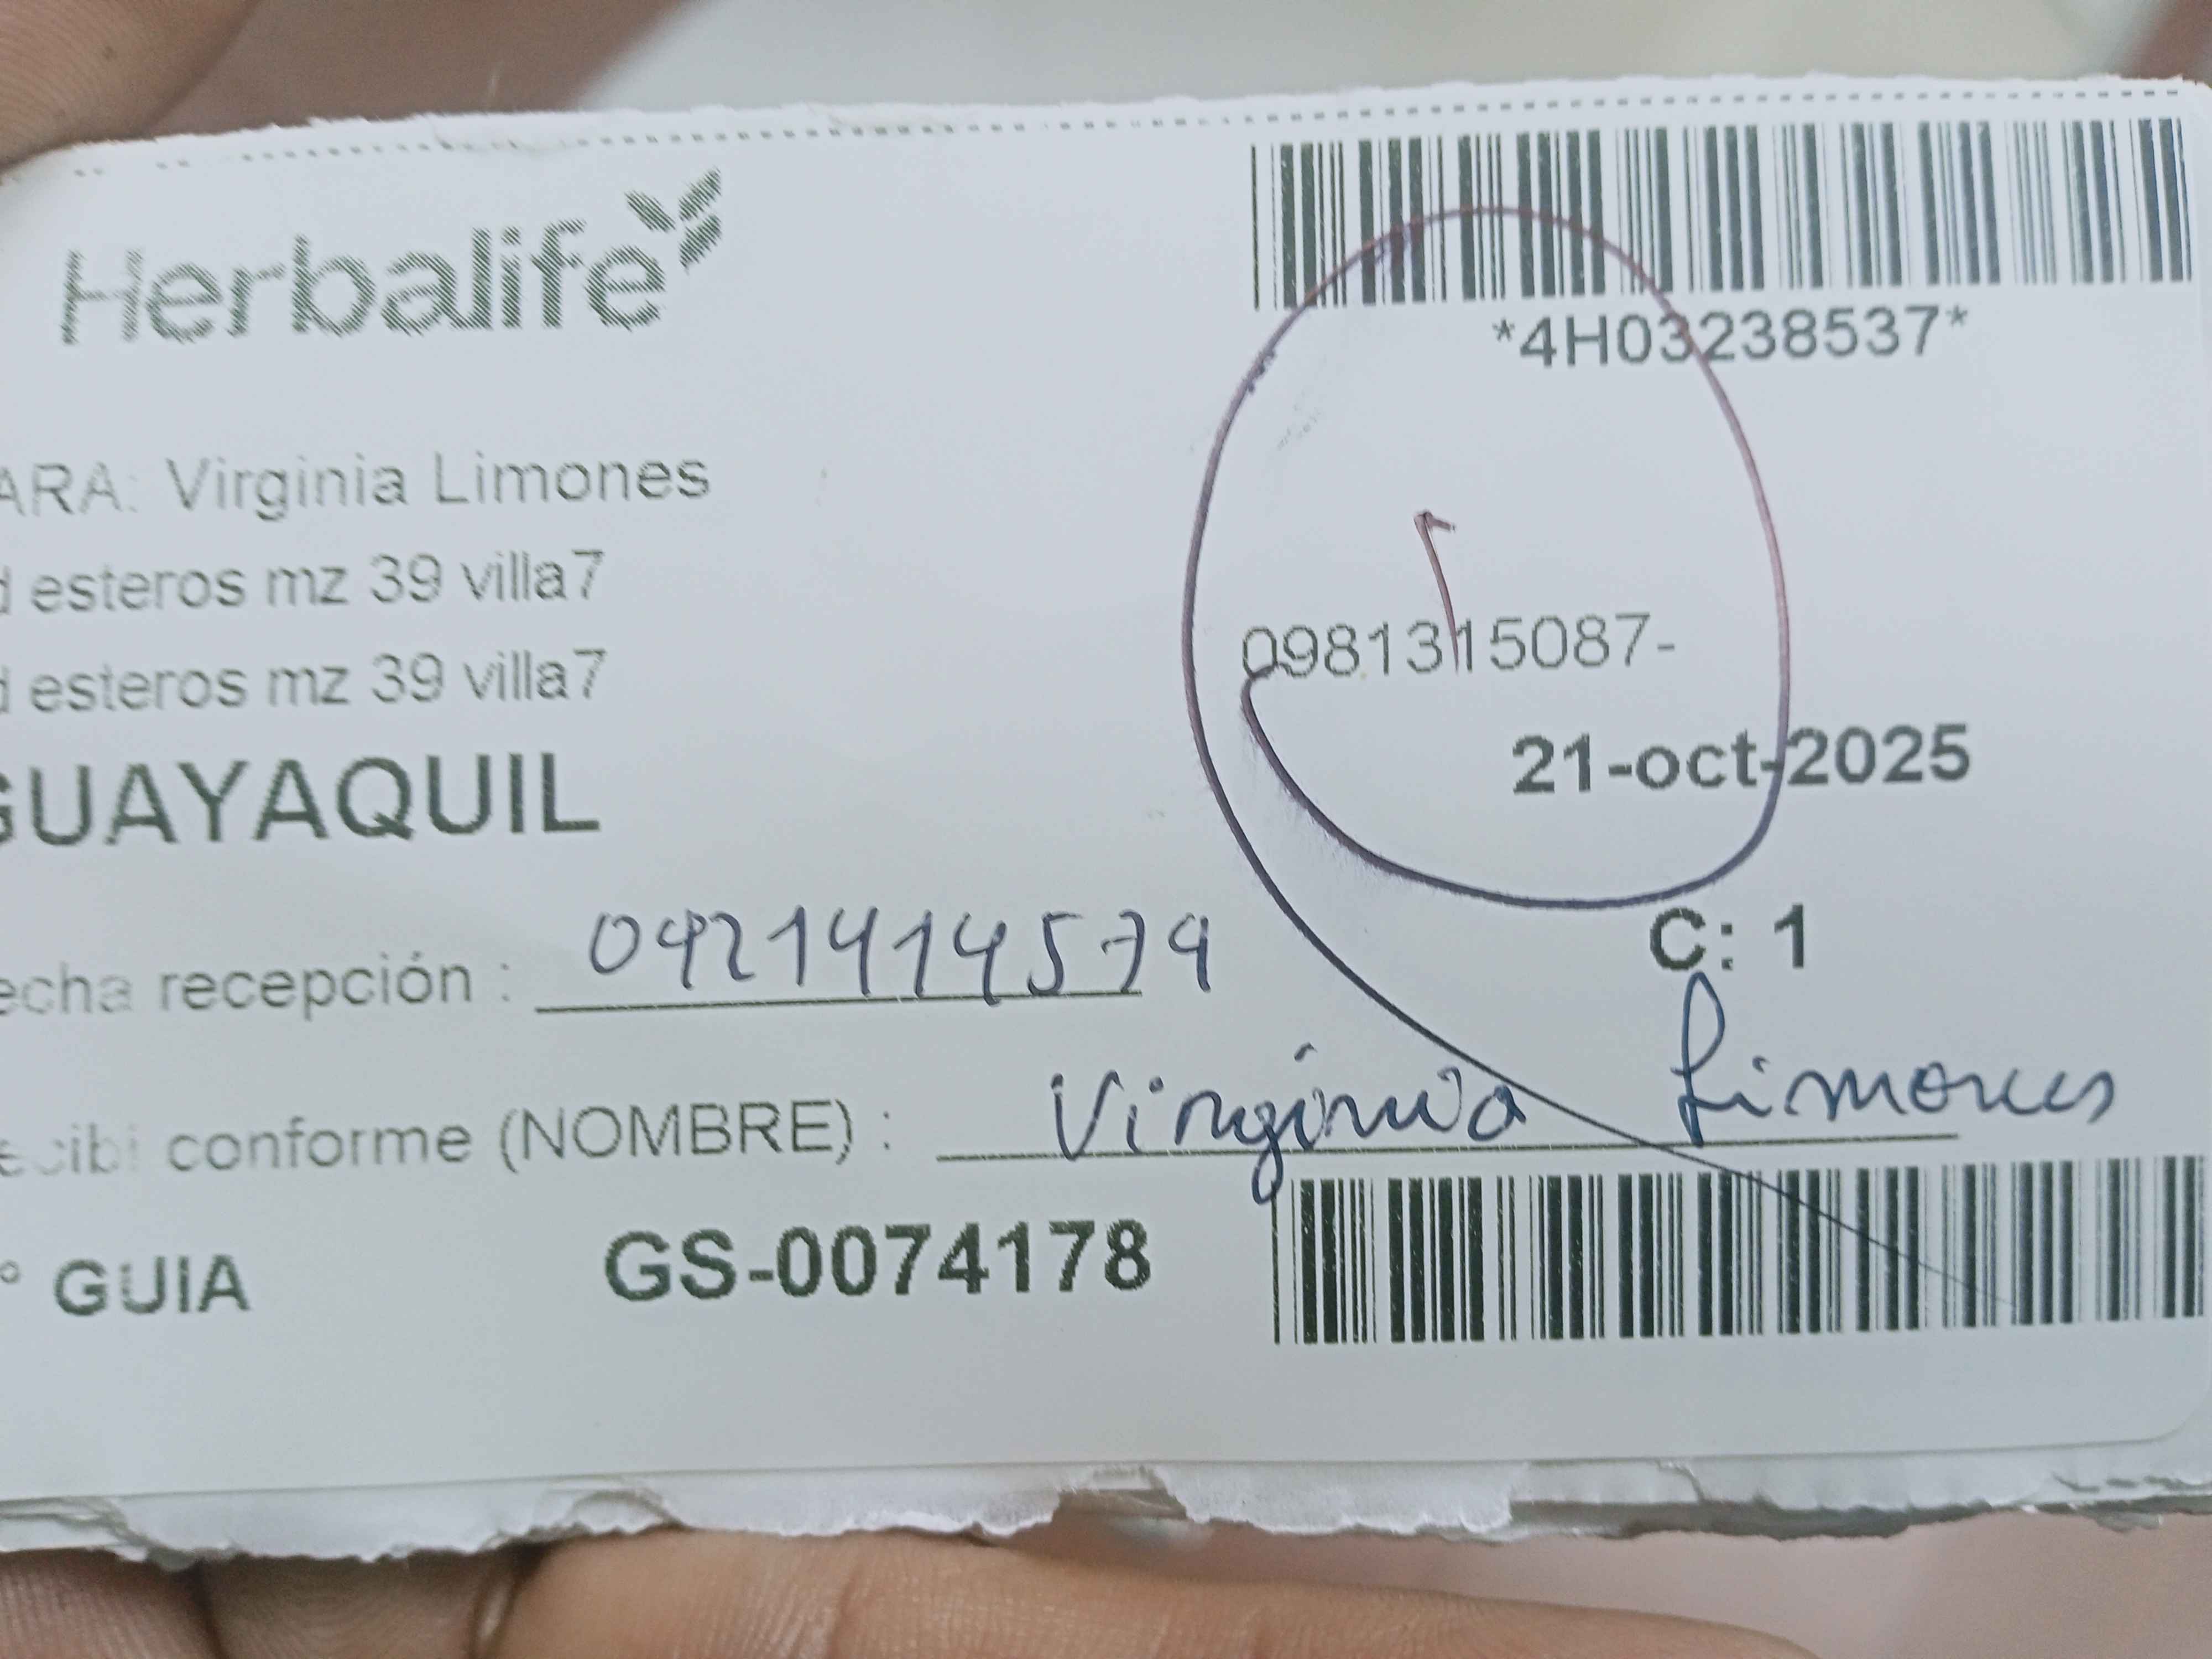 Herbalife
*4H03238537*
ARA: Virginia Limones
d esteros mz 39 villa7
0981315087-
d esteros mz 39 villa7
21-oct-2025
GUAYAQUIL
C: 1
echa recepción :
ecibi conforme (NOMBRE) : Virginia Limones
° GUIA GS-0074178